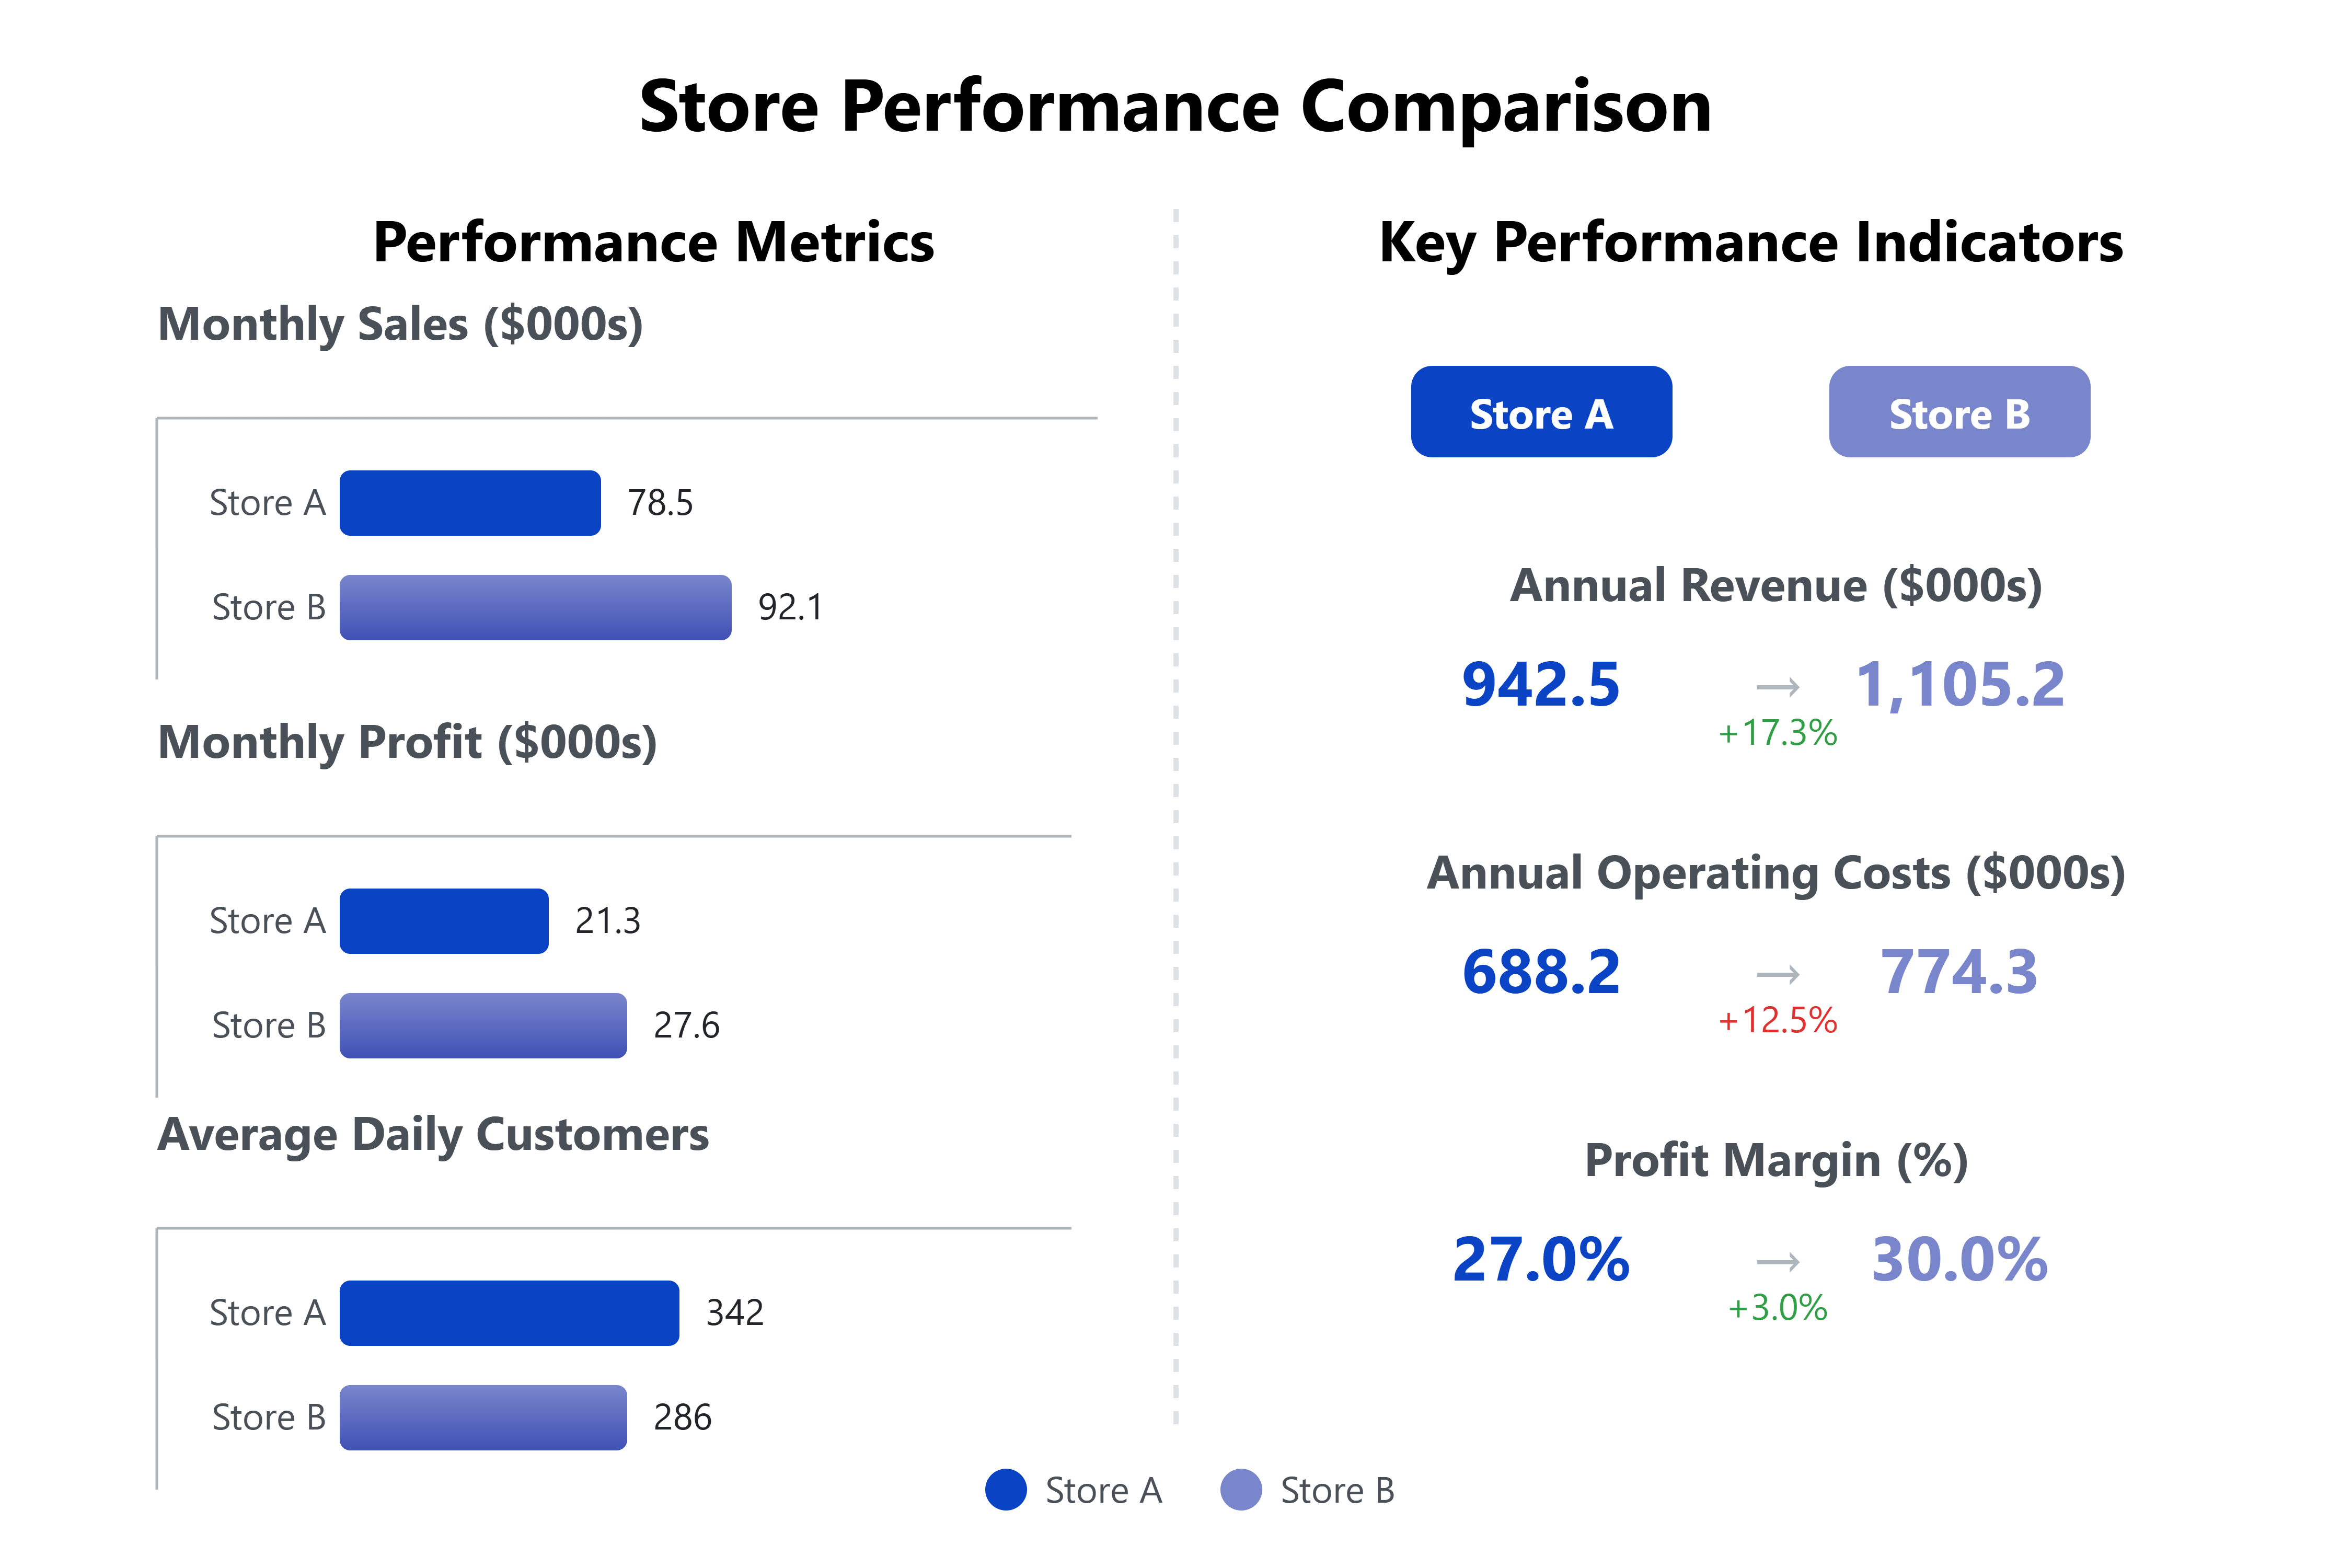 Store Performance Comparison
Performance Metrics
Monthly Sales ($000s)
Store A 78.5
Store B 92.1
Monthly Profit ($000s)
Store A 21.3
Store B 27.6
Average Daily Customers
Store A 342
Store B 286
Key Performance Indicators
Store A Store B
Annual Revenue ($000s)
942.5 → 1,105.2
+17.3%
Annual Operating Costs ($000s)
688.2 → 774.3
+12.5%
Profit Margin (%)
27.0% → 30.0%
+3.0%
Store A Store B